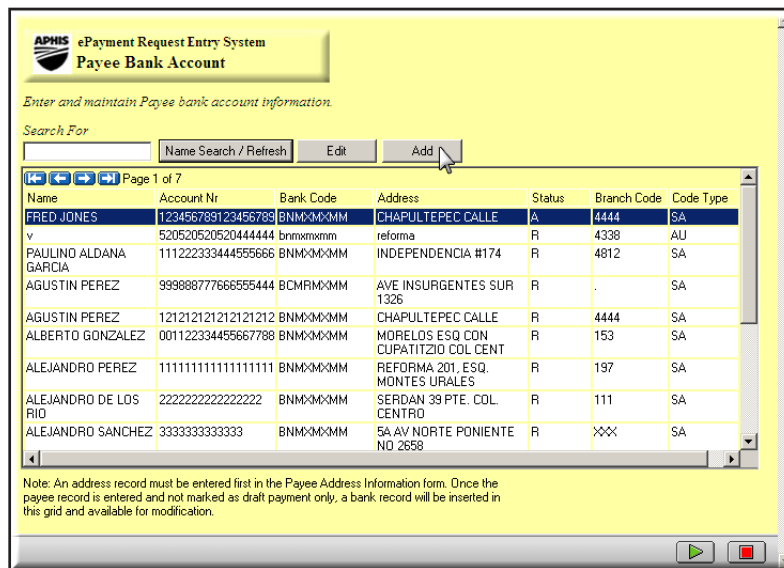 APHIS ePayment Request Entry System
Payee Bank Account
Enter and maintain Payee bank account information.
Search For
Name Search / Refresh Edit Add
Page 1 of 7
Name Account Nr Bank Code Address Status Branch Code Code Type
FRED JONES 123456789123456789 BNMXMXMM CHAPULTEPEC CALLE A 4444 SA
v 520520520520444444 bnmxmxmm reforma R 4338 AU
PAULINO ALDANA 111222333444555666 BNMXMXMM INDEPENDENCIA #174 R 4812 SA
GARCIA
AGUSTIN PEREZ 999888777666555444 BCMRMXMM AVE INSURGENTES SUR R . SA
1326
AGUSTIN PEREZ 121212121212121212 BNMXMXMM CHAPULTEPEC CALLE R 4444 SA
ALBERTO GONZALEZ 001122334455667788 BNMXMXMM MORELOS ESQ CON R 153 SA
CUPATITZIO COL CENT
ALEJANDRO PEREZ 111111111111111111 BNMXMXMM REFORMA 201, ESQ. R 197 SA
MONTES URALES
ALEJANDRO DE LOS 2222222222222222 BNMXMXMM SERDAN 39 PTE. COL. R 111 SA
RIO CENTRO
ALEJANDRO SANCHEZ 3333333333333 BNMXMXMM 5A AV NORTE PONIENTE R XXX SA
NO 2658
Note: An address record must be entered first in the Payee Address Information form. Once the
payee record is entered and not marked as draft payment only, a bank record will be inserted in
this grid and available for modification.